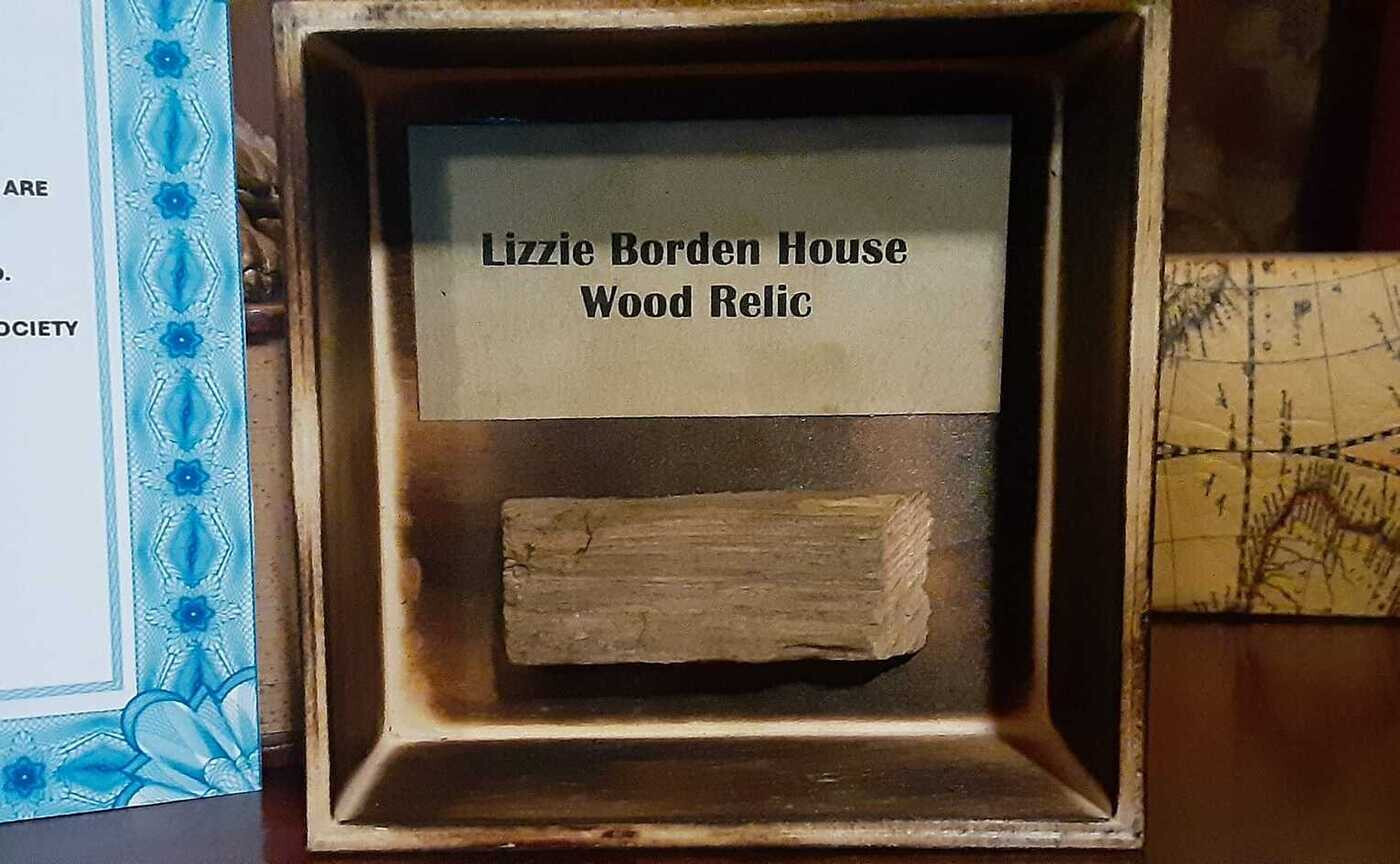 ARE
OCIETY
Lizzie Borden House
Wood Relic